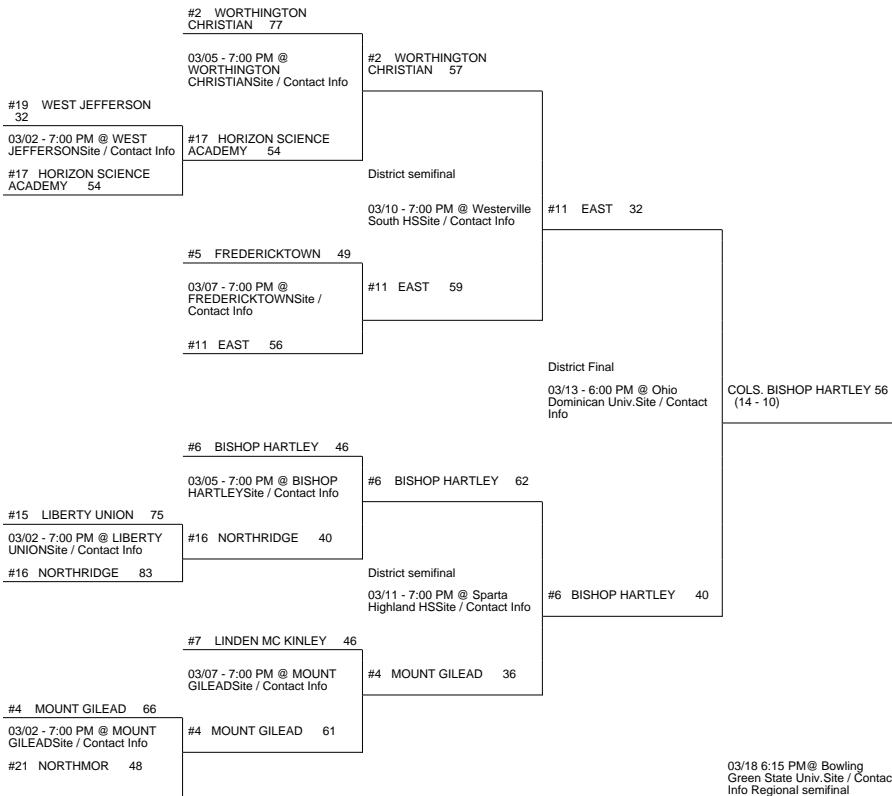 #2 WORTHINGTON
CHRISTIAN 77
03/05 - 7:00 PM @
WORTHINGTON
CHRISTIANSite / Contact Info
#2 WORTHINGTON
CHRISTIAN 57
#19 WEST JEFFERSON
32
03/02 - 7:00 PM @ WEST
JEFFERSONSite / Contact Info
#17 HORIZON SCIENCE
ACADEMY 54
#17 HORIZON SCIENCE
ACADEMY 54
District semifinal
03/10 - 7:00 PM @ Westerville
South HSSite / Contact Info
#11 EAST 32
#5 FREDERICKTOWN 49
03/07 - 7:00 PM @
FREDERICKTOWNSite /
Contact Info
#11 EAST 59
#11 EAST 56
District Final
03/13 - 6:00 PM @ Ohio
Dominican Univ.Site / Contact
Info
COLS. BISHOP HARTLEY 56
(14 - 10)
#6 BISHOP HARTLEY 46
03/05 - 7:00 PM @ BISHOP
HARTLEYSite / Contact Info
#6 BISHOP HARTLEY 62
#15 LIBERTY UNION 75
03/02 - 7:00 PM @ LIBERTY
UNIONSite / Contact Info
#16 NORTHRIDGE 83
#16 NORTHRIDGE 40
District semifinal
03/11 - 7:00 PM @ Sparta
Highland HSSite / Contact Info
#6 BISHOP HARTLEY 40
#7 LINDEN MC KINLEY 46
03/07 - 7:00 PM @ MOUNT
GILEADSite / Contact Info
#4 MOUNT GILEAD 36
#4 MOUNT GILEAD 66
03/02 - 7:00 PM @ MOUNT
GILEADSite / Contact Info
#21 NORTHMOR 48
#4 MOUNT GILEAD 61
03/18 6:15 PM@ Bowling
Green State Univ.Site / Contac
Info Regional semifinal